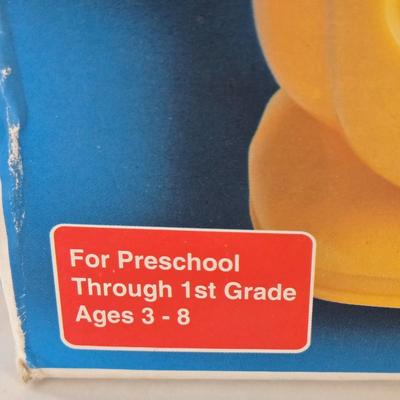 For Preschool
Through 1st Grade
Ages 3 - 8